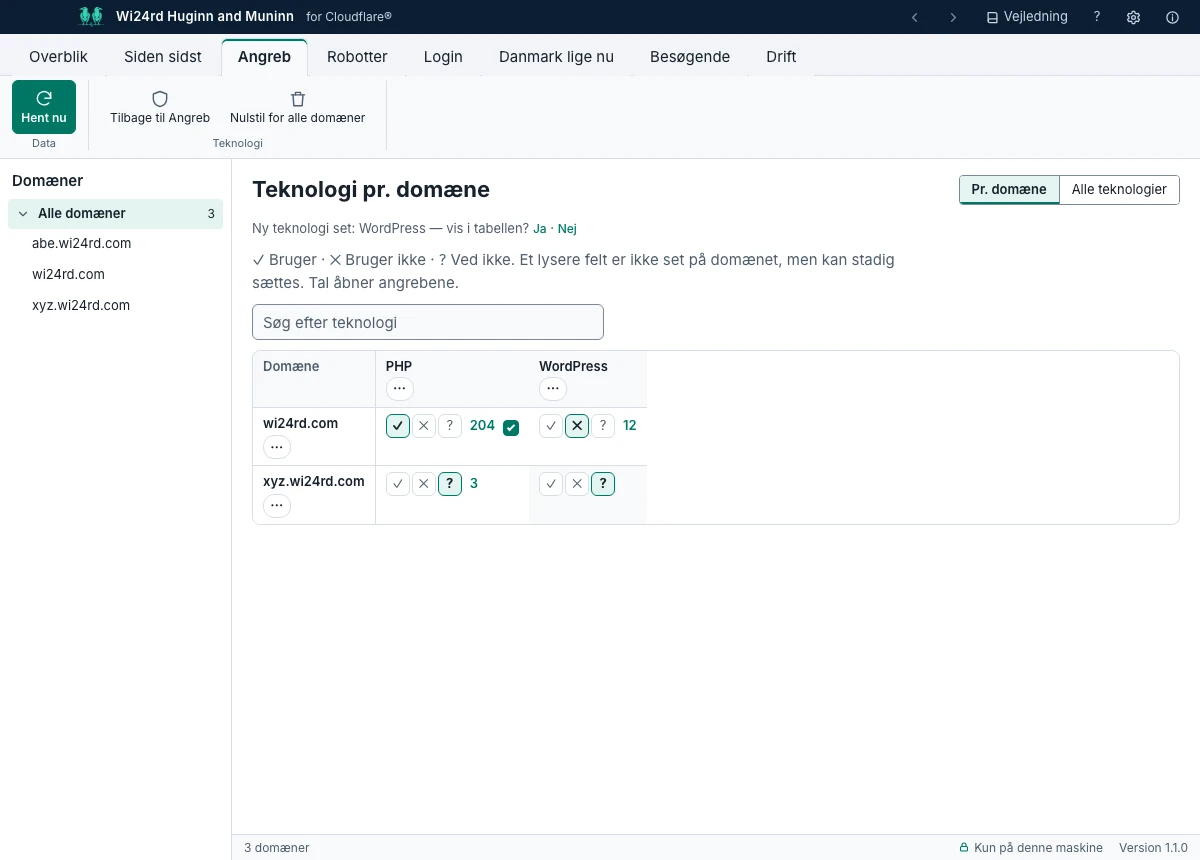 Wi24rd Huginn and Muninn for Cloudflare®
Vejledning ?
Overblik Siden sidst Angreb Robotter Login Danmark lige nu Besøgende Drift
Hent nu Tilbage til Angreb Nulstil for alle domæner
Data Teknologi
Domæner
Alle domæner 3
abe.wi24rd.com
wi24rd.com
xyz.wi24rd.com
Teknologi pr. domæne
Pr. domæne Alle teknologier
Ny teknologi set: WordPress — vis i tabellen? Ja · Nej
✓ Bruger · ✕ Bruger ikke · ? Ved ikke. Et lysere felt er ikke set på domænet, men kan stadig
sættes. Tal åbner angrebene.
Søg efter teknologi
Domæne PHP WordPress
··· ···
wi24rd.com ✓ ✕ ? 204 ✓ ✓ ✕ ? 12
···
xyz.wi24rd.com ✓ ✕ ? 3 ✓ ✕ ?
···
3 domæner Kun på denne maskine Version 1.1.0